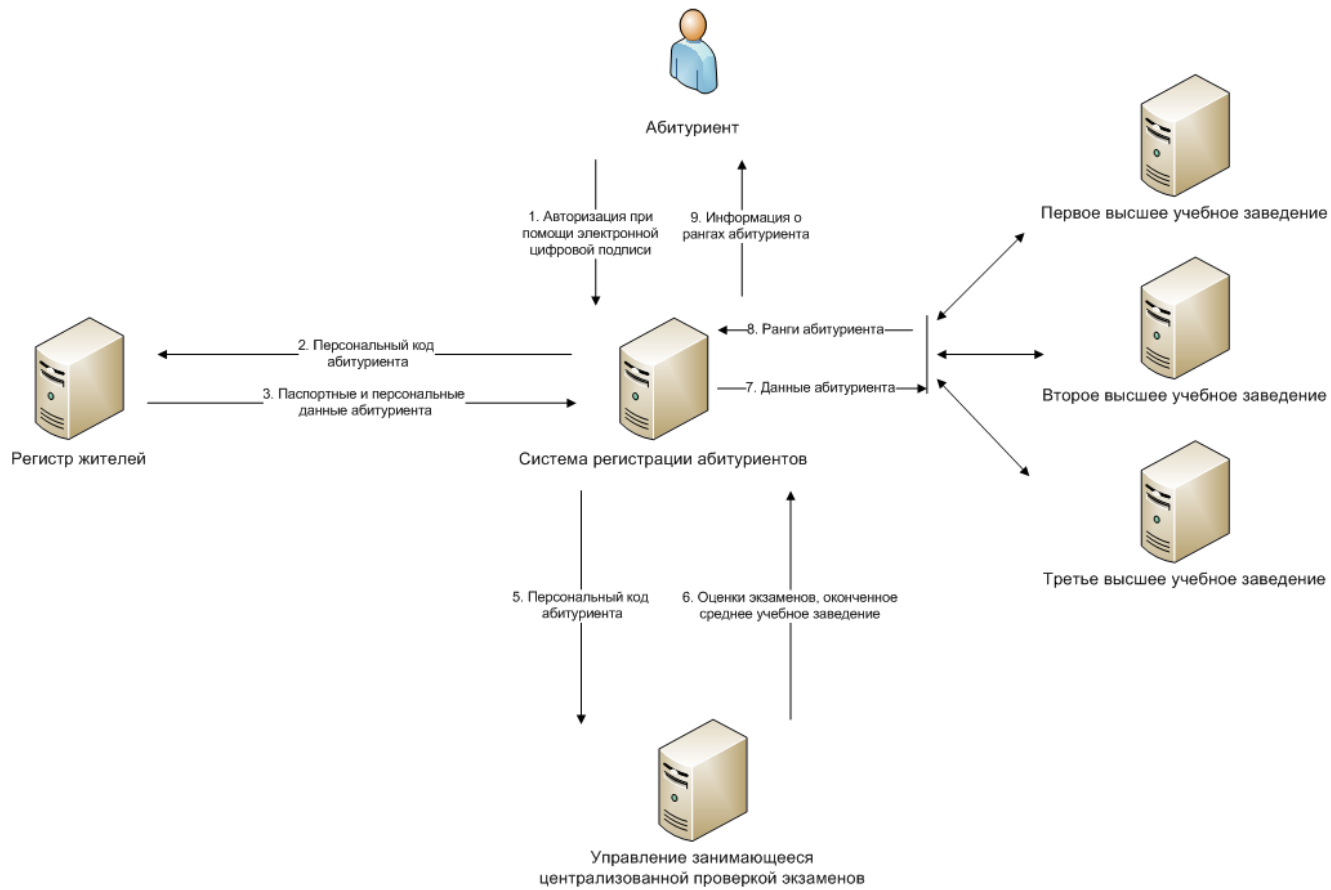 Абитуриент
1. Авторизация при
помощи электронной
цифровой подписи
9. Информация о
рангах абитуриента
Первое высшее учебное заведение
2. Персональный код
абитуриента
3. Паспортные и персональные
данные абитуриента
8. Ранги абитуриента
7. Данные абитуриента
Второе высшее учебное заведение
Регистр жителей
Система регистрации абитуриентов
Третье высшее учебное заведение
5. Персональный код
абитуриента
6. Оценки экзаменов, оконченное
среднее учебное заведение
Управление занимающееся
централизованной проверкой экзаменов